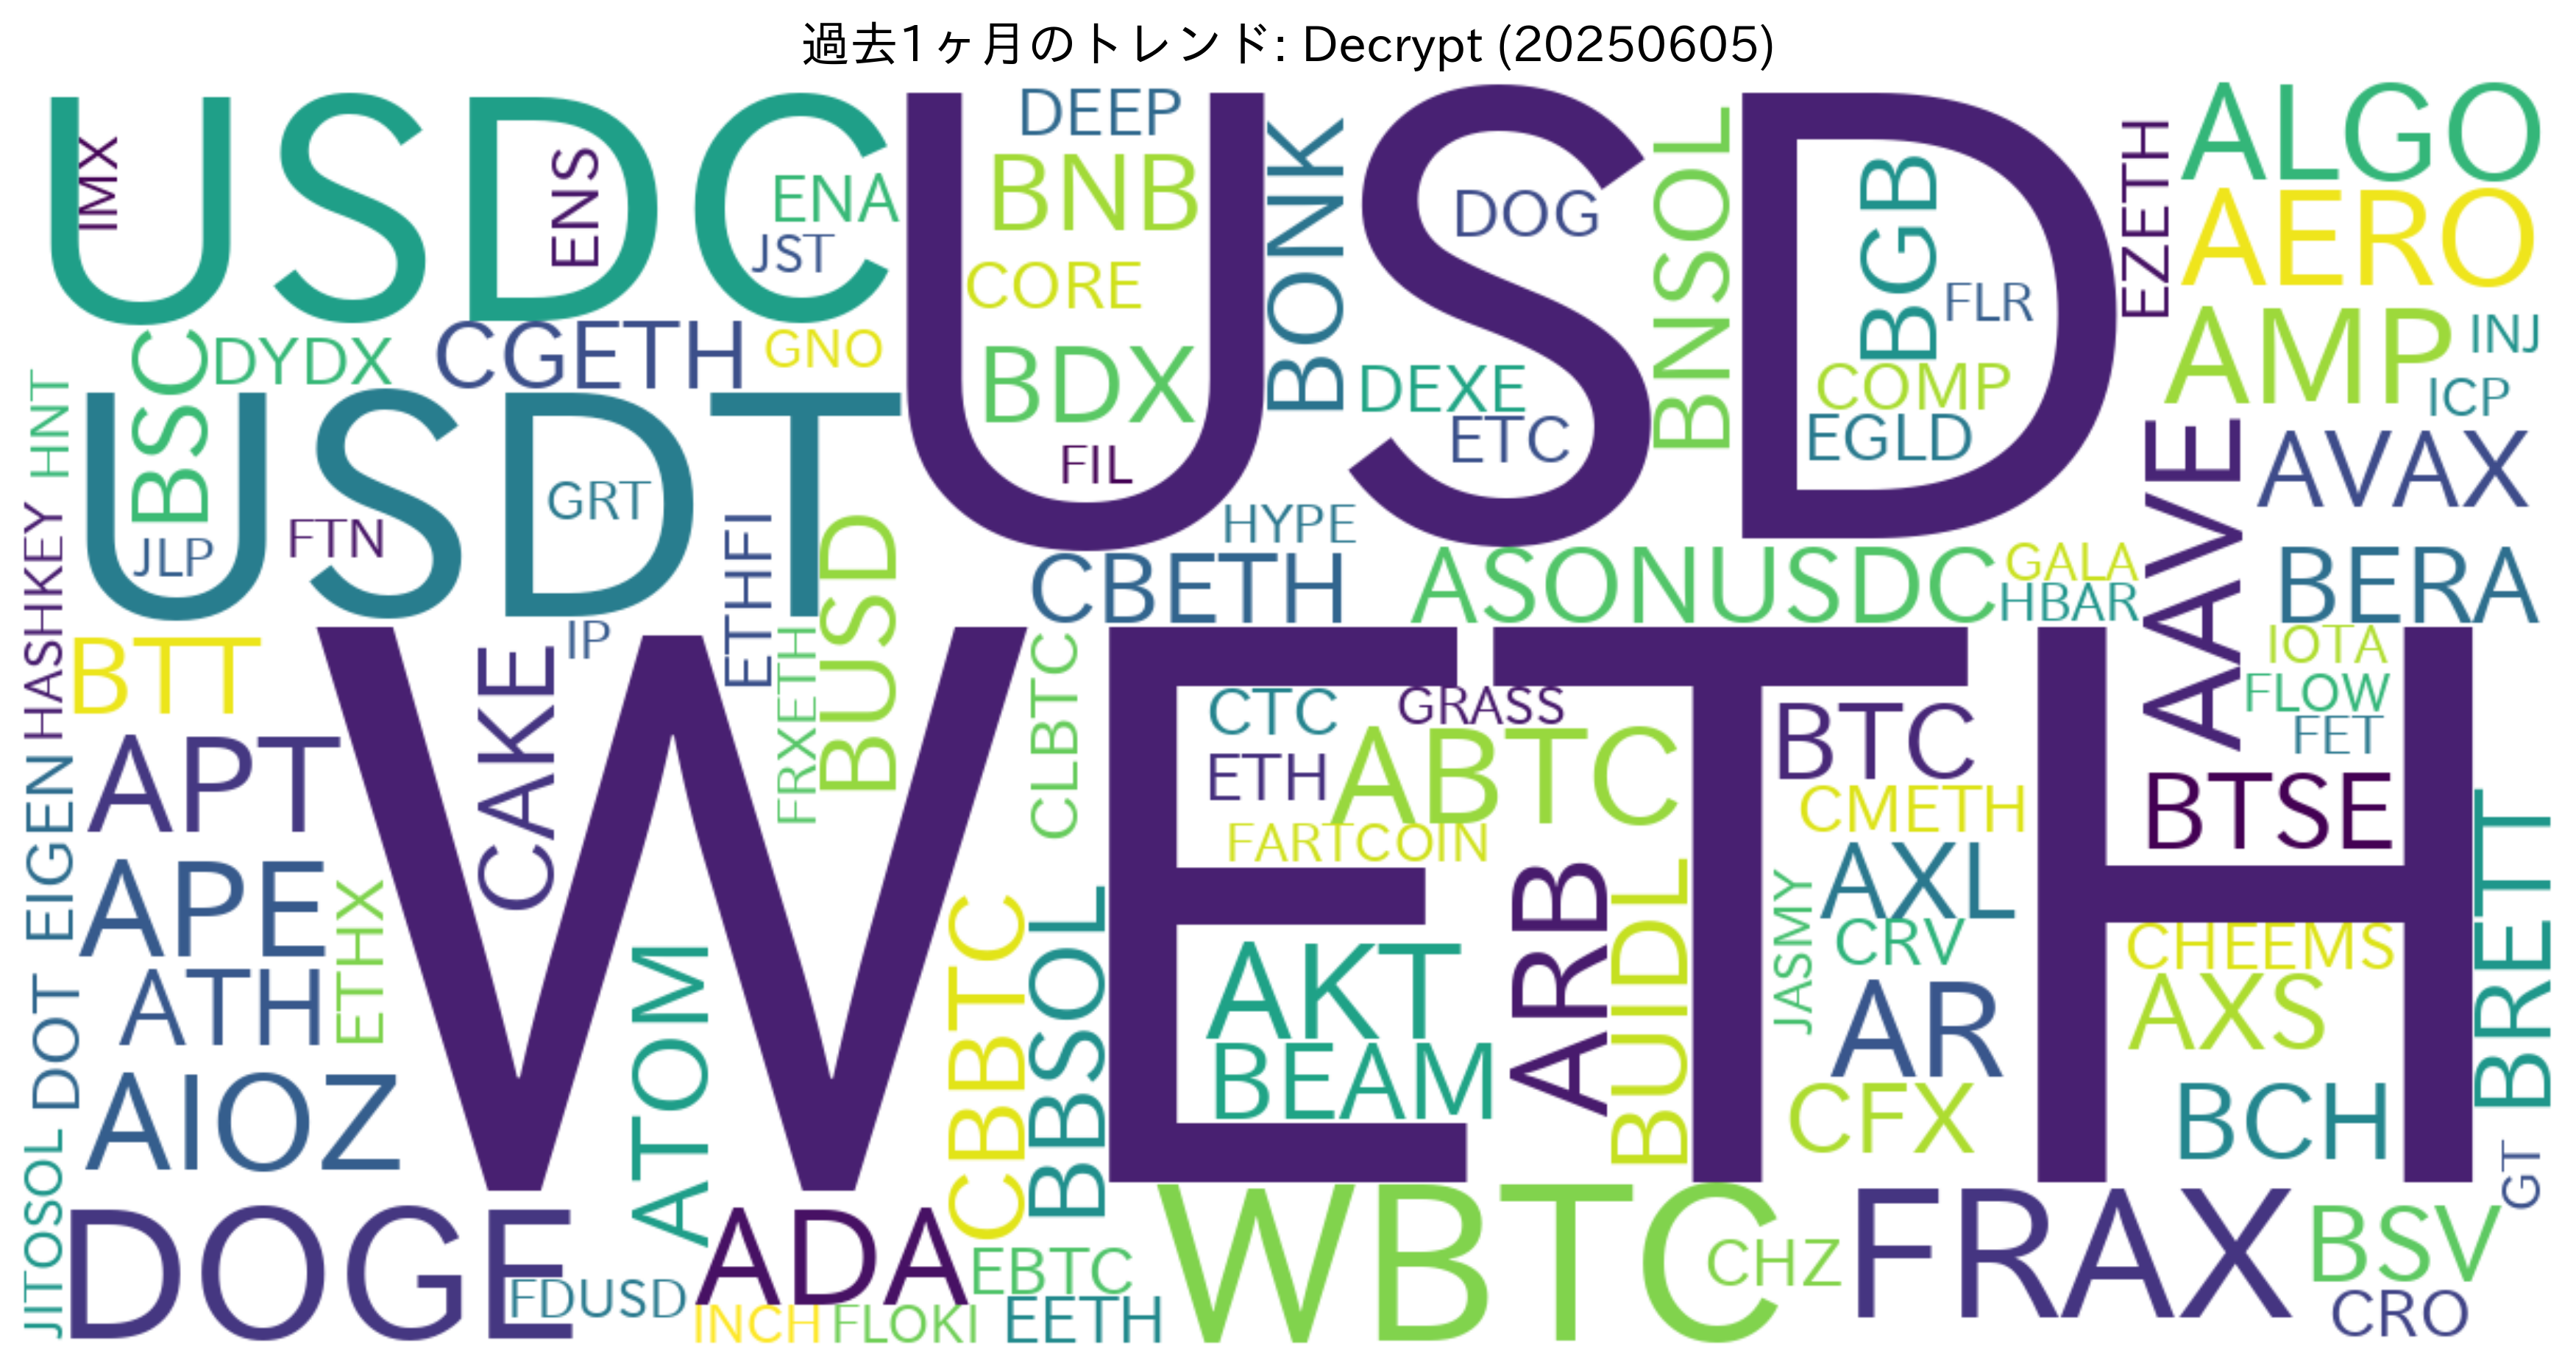 過去1ヶ月のトレンド: Decrypt (20250605)
USDC
USD
IMX
ENS
ENA
JST
DEEP
BNB
CORE
BDX
FIL
BONK
DOG
DEXE
ETC
BNSOL
BGB
FLR
COMP
EGLD
EZETH
ALGO
AERO
AMP
INJ
ICP
AVAX
AAVE
BERA
DYDX
BSC
CGETH
GNO
HNT
USDT
JLP
FTN
GRT
ETHFI
BUSD
HYPE
CBETH
ASONUSDC
GALA
HBAR
IOTA
FLOW
FET
HASHKEY
BTT
IP
CAKE
FRXETH
CLBTC
WETH
CTC
GRASS
ETH
ABTC
FARTCOIN
BTC
CMETH
AXL
CRV
BTSE
CHEEMS
AXS
BRETT
EIGEN
APT
APE
ETHX
ATH
DOT
AIOZ
ATOM
CBBTC
BBSOL
AKT
BEAM
ARB
BUIDL
JASMY
AR
CFX
BCH
GT
JITOSOL
DOGE
FDUSD
ADA
INCH
FLOKI
EBTC
EETH
WBTC
CHZ
FRAX
BSV
CRO